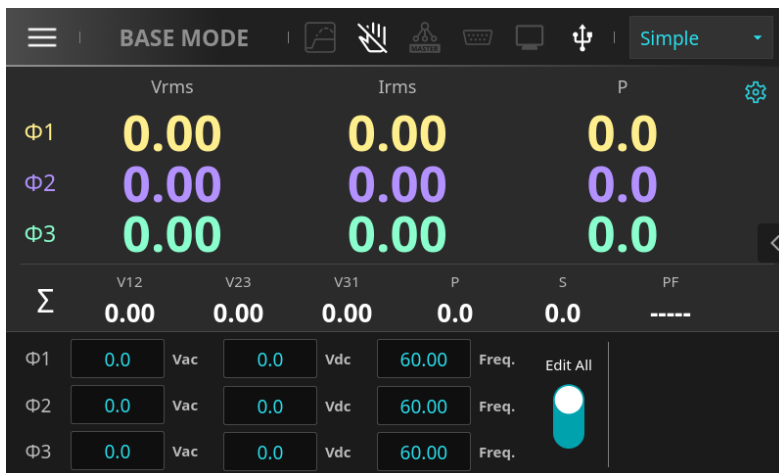 BASE MODE MASTER Simple
Vrms Irms P
Φ1 0.00 0.00 0.0
Φ2 0.00 0.00 0.0
Φ3 0.00 0.00 0.0
V12 V23 V31 P S PF
Σ 0.00 0.00 0.00 0.0 0.0 -----
Φ1 0.0 Vac 0.0 Vdc 60.00 Freq. Edit All
Φ2 0.0 Vac 0.0 Vdc 60.00 Freq.
Φ3 0.0 Vac 0.0 Vdc 60.00 Freq.